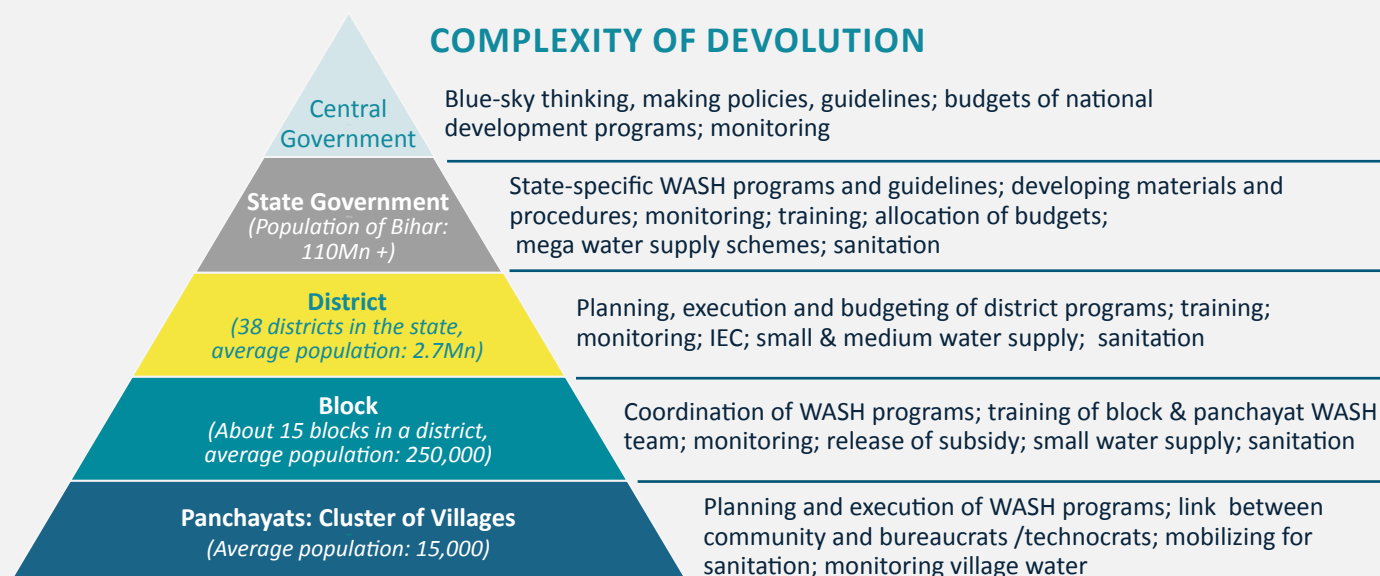 COMPLEXITY OF DEVOLUTION
Central
Government
Blue-sky thinking, making policies, guidelines; budgets of national
development programs; monitoring
State Government
(Population of Bihar:
110Mn +)
State-specific WASH programs and guidelines; developing materials and
procedures; monitoring; training; allocation of budgets;
mega water supply schemes; sanitation
District
(38 districts in the state,
average population: 2.7Mn)
Planning, execution and budgeting of district programs; training;
monitoring; IEC; small & medium water supply; sanitation
Block
(About 15 blocks in a district,
average population: 250,000)
Coordination of WASH programs; training of block & panchayat WASH
team; monitoring; release of subsidy; small water supply; sanitation
Panchayats: Cluster of Villages
(Average population: 15,000)
Planning and execution of WASH programs; link between
community and bureaucrats /technocrats; mobilizing for
sanitation; monitoring village water